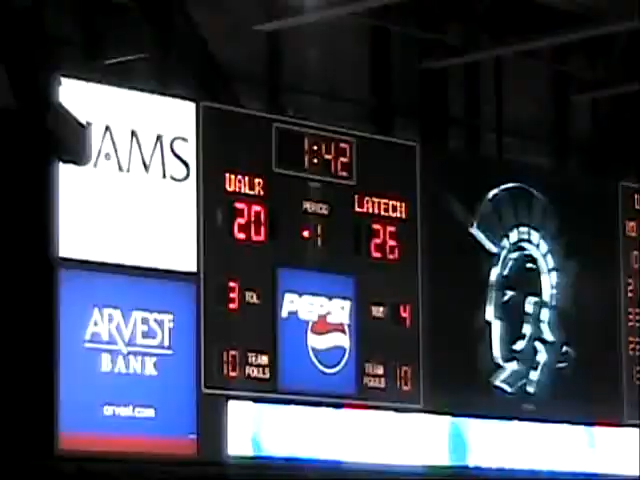 JAMS
1:42
UALR
PERIOD
LATECH
20
1
26
3 TOL
PEPSI
TOL 4
10 TEAM FOULS
TEAM FOULS 10
ARVEST
BANK
arvest.com